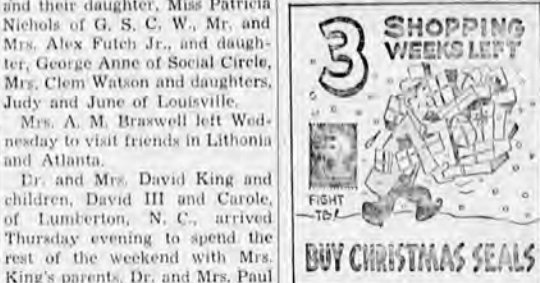 and their daughter, Miss Patricia
Nichols of G. S. C. W., Mr. and
Mrs. Alex Futch Jr., and daugh-
ter, George Anne of Social Circle,
Mrs. Clem Watson and daughters,
Judy and June of Louisville.
Mrs. A. M. Braswell left Wed-
nesday to visit friends in Lithonia
and Atlanta.
Dr. and Mrs. David King and
children, David III and Carole,
of Lumberton, N. C., arrived
Thursday evening to spend the
rest of the weekend with Mrs.
King's parents, Dr. and Mrs. Paul
3 SHOPPING
WEEKS LEFT
FIGHT
TB!
BUY CHRISTMAS SEALS